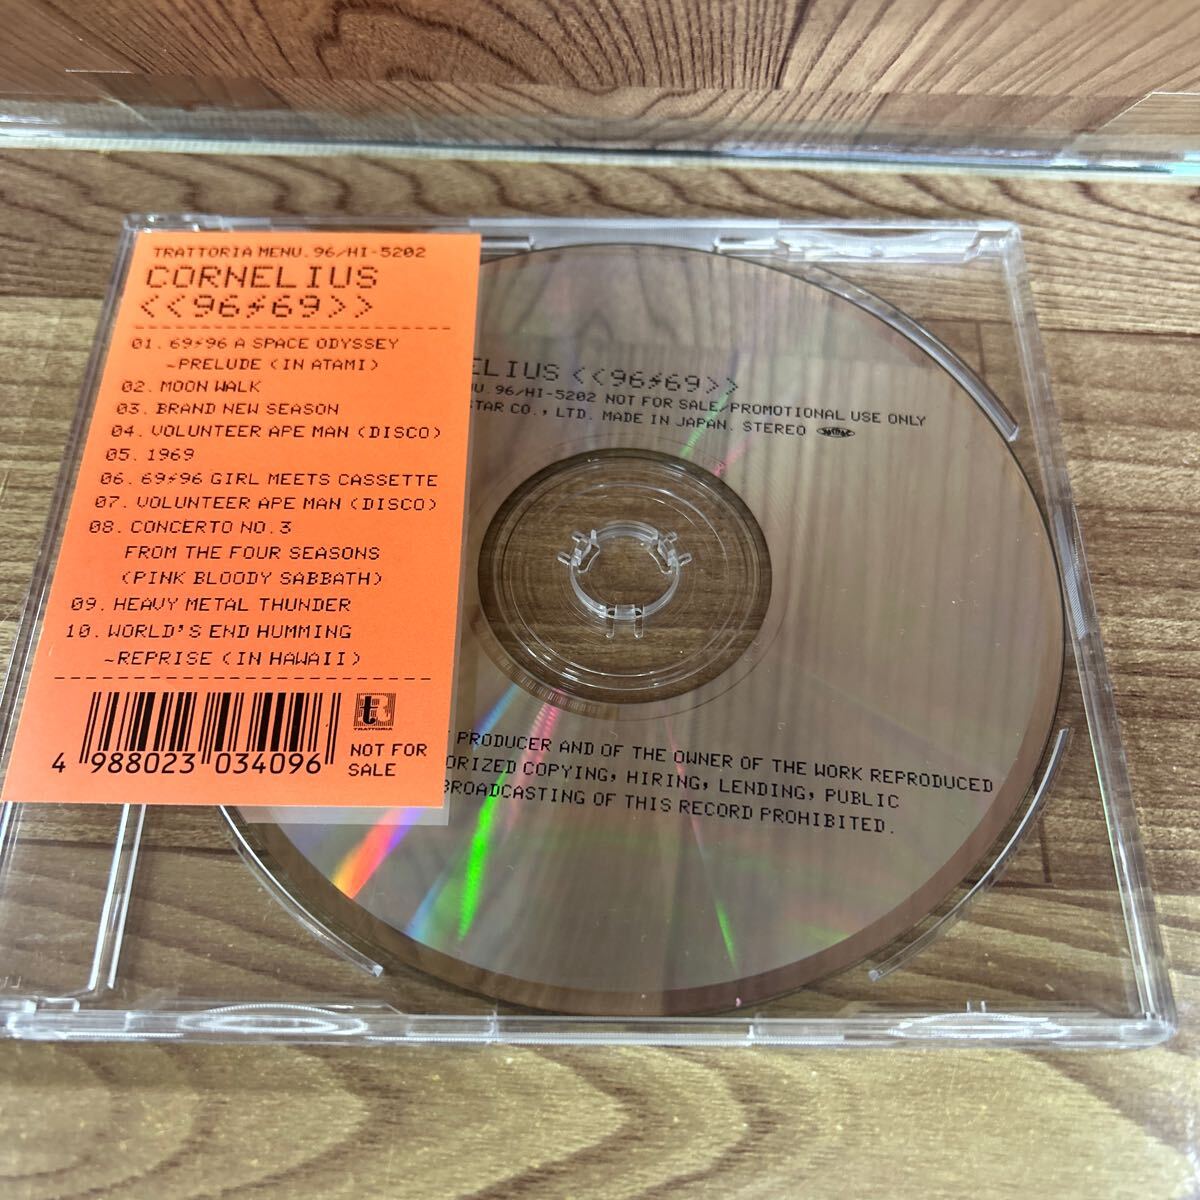 TRATTORIA MENU. 96/HI-5202
CORNELIUS
<<96⚡69>>
01. 69⚡96 A SPACE ODYSSEY
~PRELUDE (IN ATAMI)
02. MOON WALK
03. BRAND NEW SEASON
04. VOLUNTEER APE MAN (DISCO)
05. 1969
06. 69⚡96 GIRL MEETS CASSETTE
07. VOLUNTEER APE MAN (DISCO)
08. CONCERTO NO. 3
FROM THE FOUR SEASONS
(PINK BLOODY SABBATH)
09. HEAVY METAL THUNDER
10. WORLD'S END HUMMING
~REPRISE (IN HAWAII)
4 988023 034096
t
TRATTORIA
NOT FOR
SALE
ELIUS <<96⚡69>>
NU. 96/HI-5202 NOT FOR SALE/PROMOTIONAL USE ONLY
STAR CO., LTD. MADE IN JAPAN. STEREO
PRODUCER AND OF THE OWNER OF THE WORK REPRODUCED
ORIZED COPYING, HIRING, LENDING, PUBLIC
BROADCASTING OF THIS RECORD PROHIBITED.